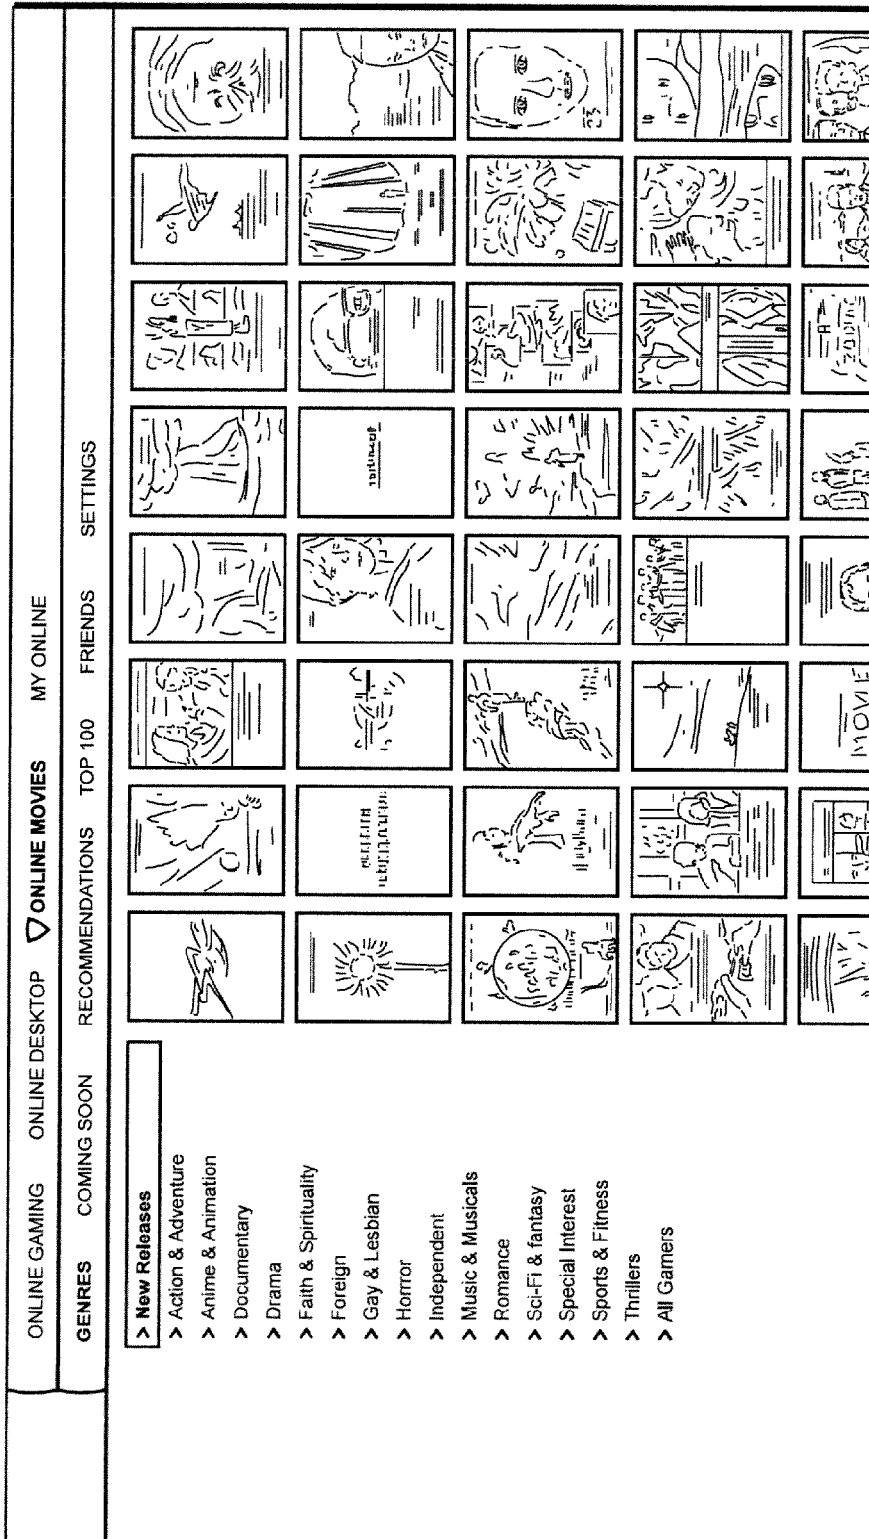 ONLINE GAMING ONLINE DESKTOP ONLINE MOVIES MY ONLINE
GENRES COMING SOON RECOMMENDATIONS TOP 100 FRIENDS SETTINGS
> New Releases
> Action & Adventure
> Anime & Animation
> Documentary
> Drama
> Faith & Spirituality
> Foreign
> Gay & Lesbian
> Horrror
> Independent
> Music & Musicals
> Romance
> Sci-Fi & fantasy
> Special Interest
> Sports & Fitness
> Thrillers
> All Gamers
23
MOVIE